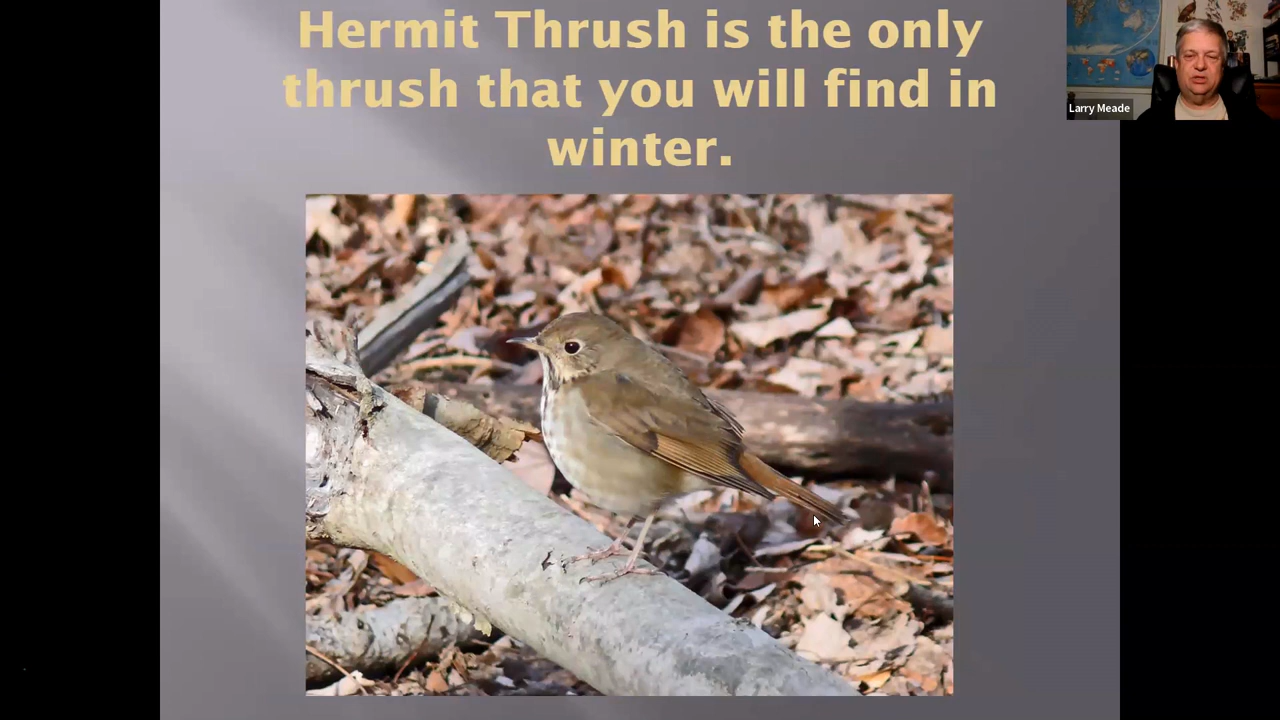 Hermit Thrush is the only
thrush that you will find in
winter.
Larry Meade